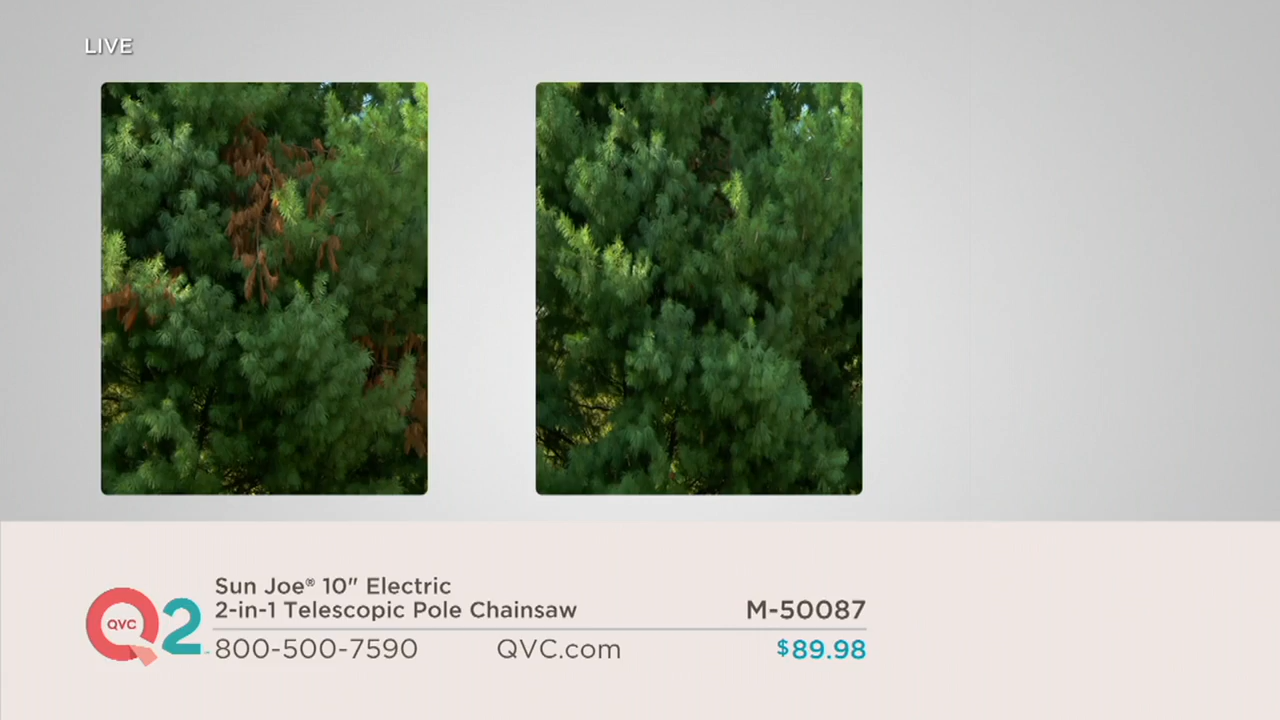 LIVE
Sun Joe® 10" Electric
2-in-1 Telescopic Pole Chainsaw
M-50087
QVC
2
800-500-7590
QVC.com
$89.98